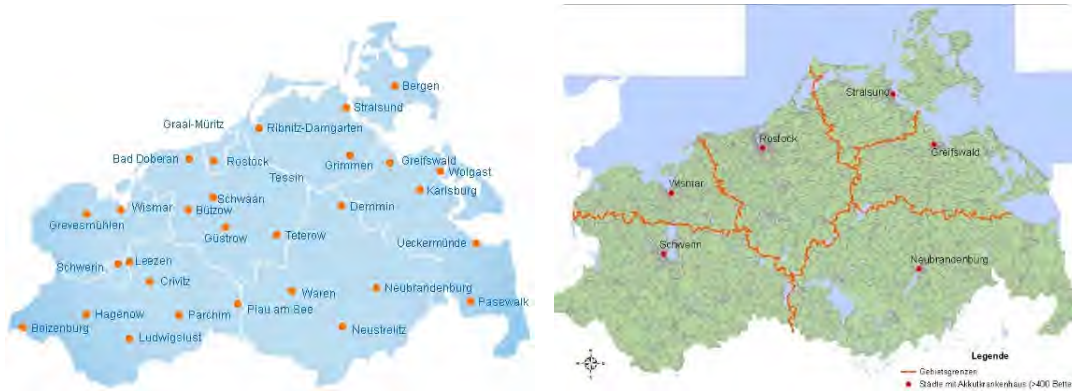 Bergen
Stralsund
Graal-Müritz
Ribnitz-Damgarten
Bad Doberan
Rostock
Grimmen
Greifswald
Tessin
Wolgast
Karlsburg
Schwaan
Demmin
Wismar
Bützow
Grevesmühlen
Güstrow
Teterow
Ueckermünde
Schwerin
Leezen
Crivitz
Waren
Neubrandenburg
Plau am See
Pasewalk
Hagenow
Parchim
Boizenburg
Neustrelitz
Ludwigslust
Stralsund
Rostock
Greifswald
Wismar
Schwerin
Neubrandenburg
Legende
Gebietsgrenzen
Städte mit Akkutkrankenhaus (>400 Bette